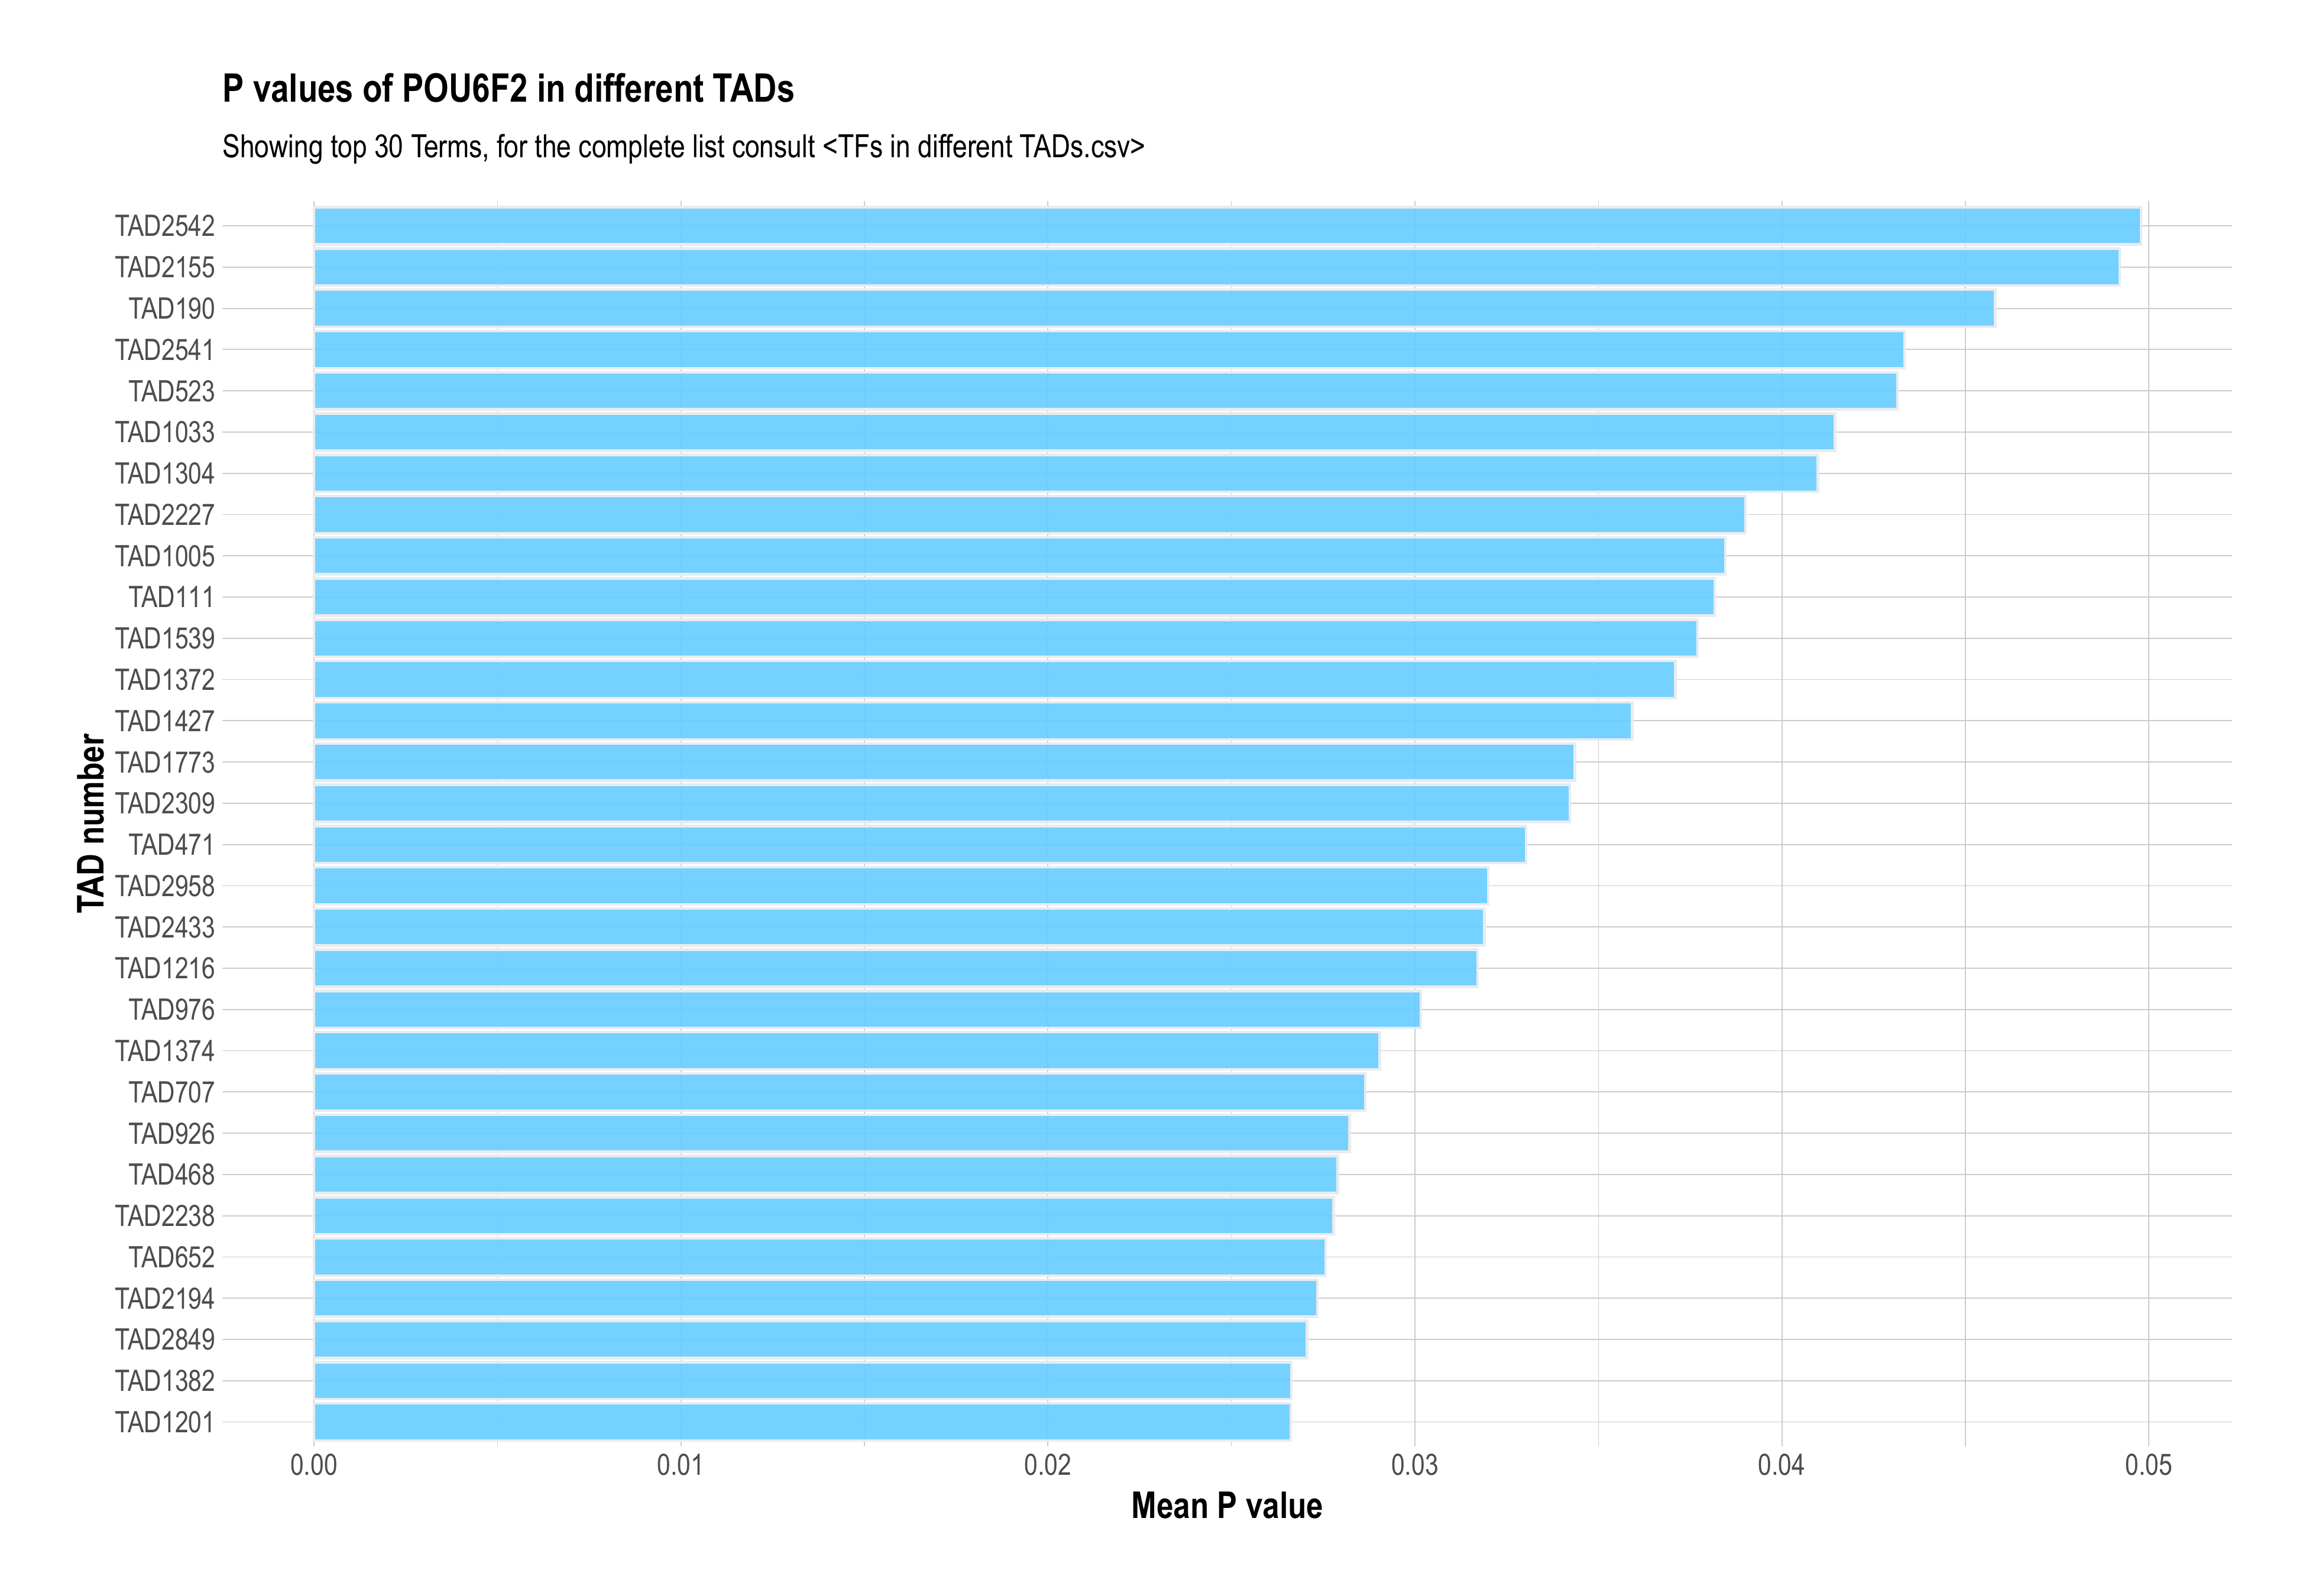 P values of POU6F2 in different TADs
Showing top 30 Terms, for the complete list consult <TFs in different TADs.csv>
TAD number
TAD2542
TAD2155
TAD190
TAD2541
TAD523
TAD1033
TAD1304
TAD2227
TAD1005
TAD111
TAD1539
TAD1372
TAD1427
TAD1773
TAD2309
TAD471
TAD2958
TAD2433
TAD1216
TAD976
TAD1374
TAD707
TAD926
TAD468
TAD2238
TAD652
TAD2194
TAD2849
TAD1382
TAD1201
0.00 0.01 0.02 0.03 0.04 0.05
Mean P value